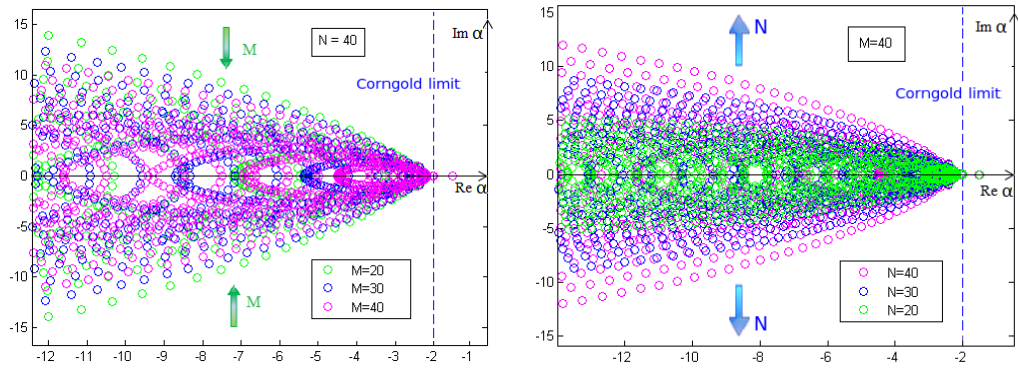 15
10
5
0
-5
-10
-15
-12
-11
-10
-9
-8
-7
-6
-5
-4
-3
-2
-1
M
N = 40
Im α
Corngold limit
Re α
M
M=20
M=30
M=40
15
10
5
0
-5
-10
-15
-12
-10
-8
-6
-4
-2
N
M=40
Im α
Corngold limit
Re α
N
N=40
N=30
N=20